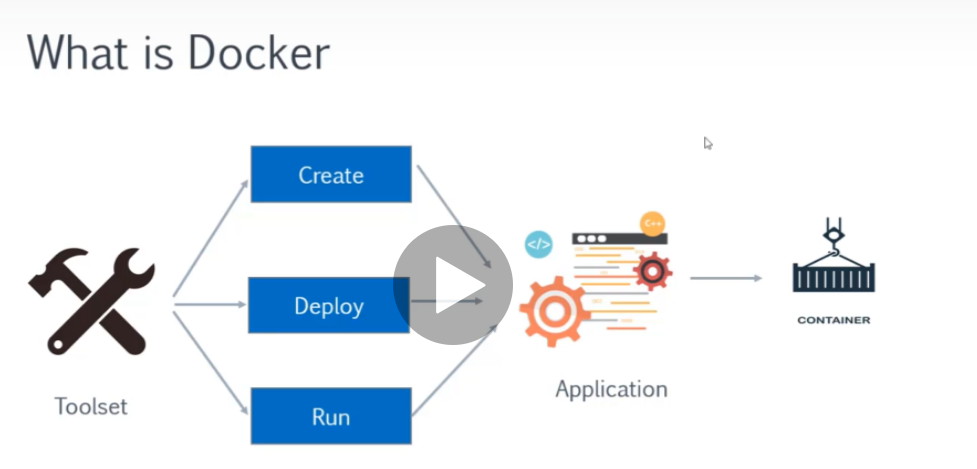 What is Docker
Create
C++
</>
Deploy
CONTAINER
Application
Toolset
Run